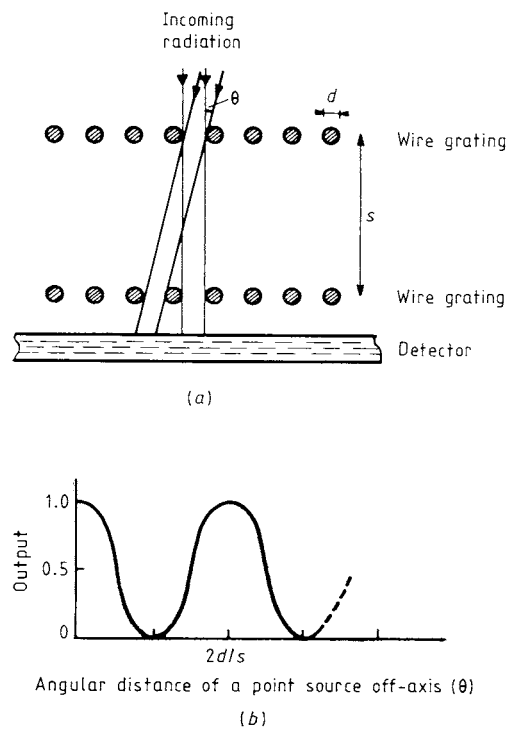 Incoming
radiation
θ
d
Wire grating
s
Wire grating
Detector
(a)
1.0
0.5
0
Output
2d/s
Angular distance of a point source off-axis (θ)
(b)